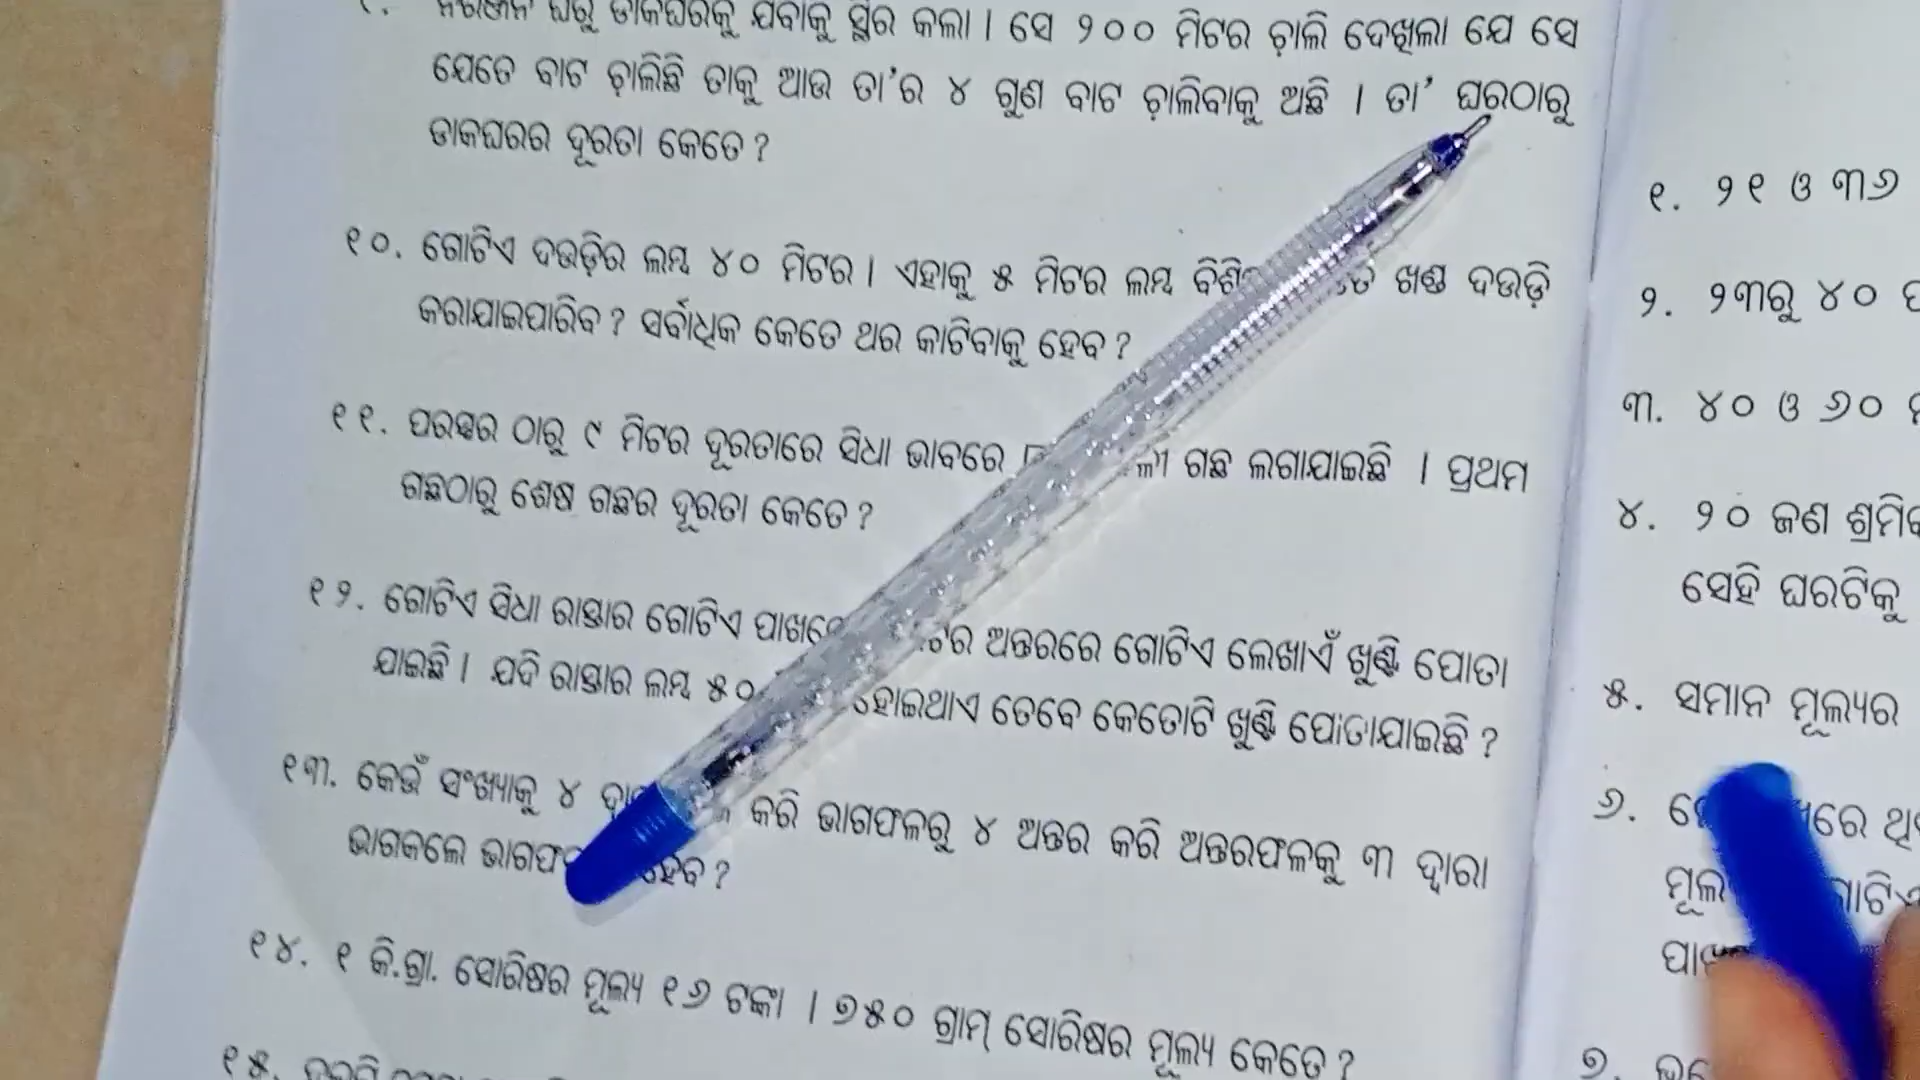 ଘରୁ ଡାକଘରକୁ ଯିବାକୁ ସ୍ଥିର କଲା । ସେ ୨୦୦ ମିଟର ଚାଲି ଦେଖିଲା ଯେ ସେ
ଯେତେ ବାଟ ଚାଲିଛି ତାକୁ ଆଉ ତା'ର ୪ ଗୁଣ ବାଟ ଚାଲିବାକୁ ଅଛି । ତା' ଘରଠାରୁ
ଡାକଘରର ଦୂରତା କେତେ ?
୧୦. ଗୋଟିଏ ଦଉଡ଼ିର ଲମ୍ବ ୪୦ ମିଟର । ଏହାକୁ ୫ ମିଟର ଲମ୍ବ ଖଣ୍ଡ ଦଉଡ଼ି
କରାଯାଇପାରିବ ? ସର୍ବାଧିକ କେତେ ଥର କାଟିବାକୁ ହେବ ?
୧୧. ପରସ୍ପର ଠାରୁ ୯ ମିଟର ଦୂରତାରେ ସିଧା ଭାବରେ ଗଛ ଲଗାଯାଇଛି । ପ୍ରଥମ
ଗଛଠାରୁ ଶେଷ ଗଛର ଦୂରତା କେତେ ?
୧୨. ଗୋଟିଏ ସିଧା ରାସ୍ତାର ଗୋଟିଏ ଅନ୍ତରରେ ଗୋଟିଏ ଲେଖାଏଁ ଖୁଣ୍ଟି ପୋତା
ଯାଇଛି । ଯଦି ରାସ୍ତାର ଲମ୍ବ ୫୦ ହୋଇଥାଏ ତେବେ କେତୋଟି ଖୁଣ୍ଟି ପୋତାଯାଇଛି ?
୧୩. କେଉଁ ସଂଖ୍ୟାକୁ ୪ କରି ଭାଗଫଳରୁ ୪ ଅନ୍ତର କରି ଅନ୍ତରଫଳକୁ ୩ ଦ୍ୱାରା
ଭାଗକଲେ ହେବ ?
୧୪. ୧ କି.ଗ୍ରା. ସୋରିଷର ମୂଲ୍ୟ ୧୬ ଟଙ୍କା । ୭୫୦ ଗ୍ରାମ୍ ସୋରିଷର ମୂଲ୍ୟ କେତେ ?
୧୫.
୧. ୨୧ ଓ ୩୬
୨. ୨୩ରୁ ୪୦
୩. ୪୦ ଓ ୬୦
୪. ୨୦ ଜଣ
ସେହି ଘରଟିକୁ
୫. ସମାନ ମୂଲ୍ୟର
୬.
୭.